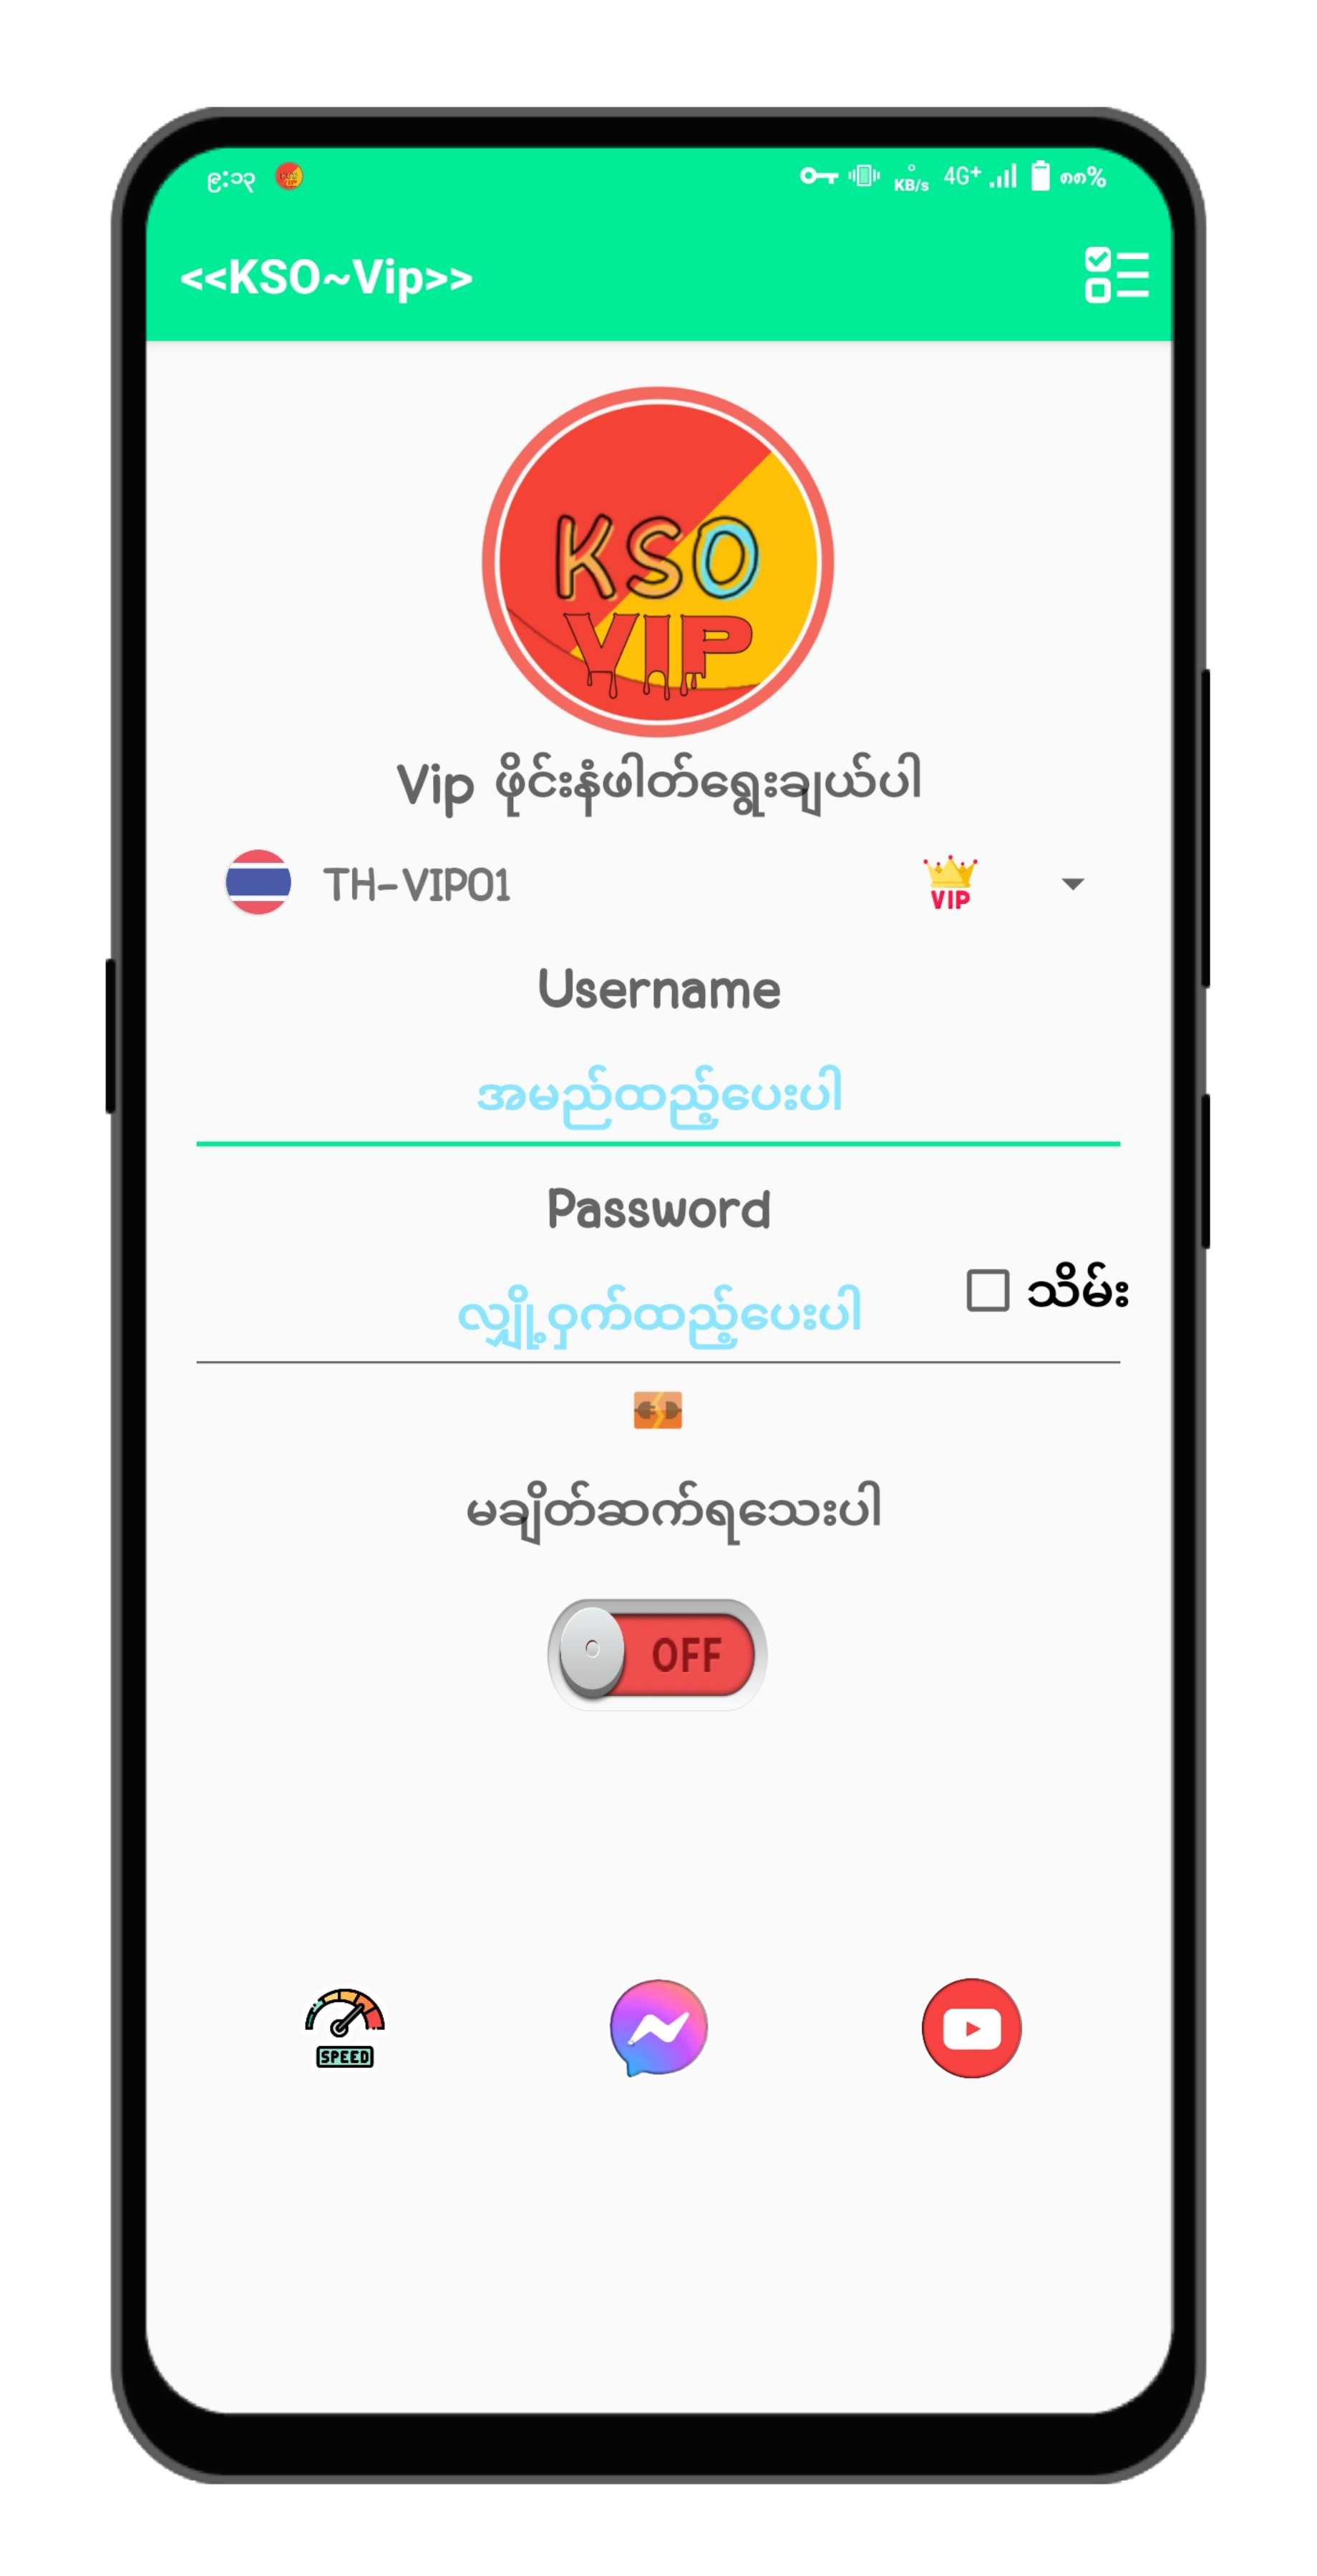 ၉:၁၃ KB/s 4G+ ၈၈%
<<KSO~Vip>>
KSO
VIP
Vip ဖိုင်းနံဖါတ်ရွေးချယ်ပါ
TH-VIP01 VIP
Username
အမည်ထည့်ပေးပါ
Password
လျှို့ဝှက်ထည့်ပေးပါ
သိမ်း
မချိတ်ဆက်ရသေးပါ
OFF
SPEED